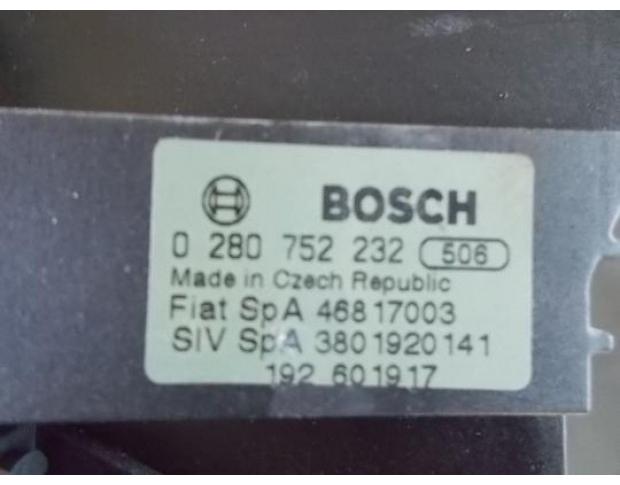 BOSCH
0 280 752 232 506
Made in Czech Republic
Fiat SpA 46817003
SIV SpA 3801920141
192 601917